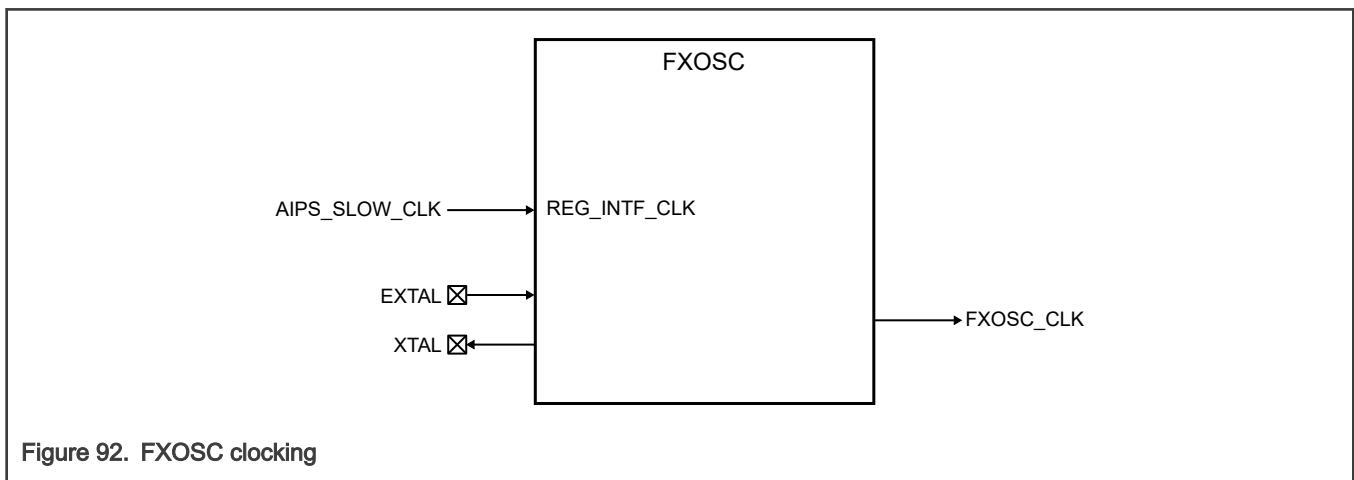 FXOSC
AIPS_SLOW_CLK
REG_INTF_CLK
EXTAL
FXOSC_CLK
XTAL
Figure 92. FXOSC clocking